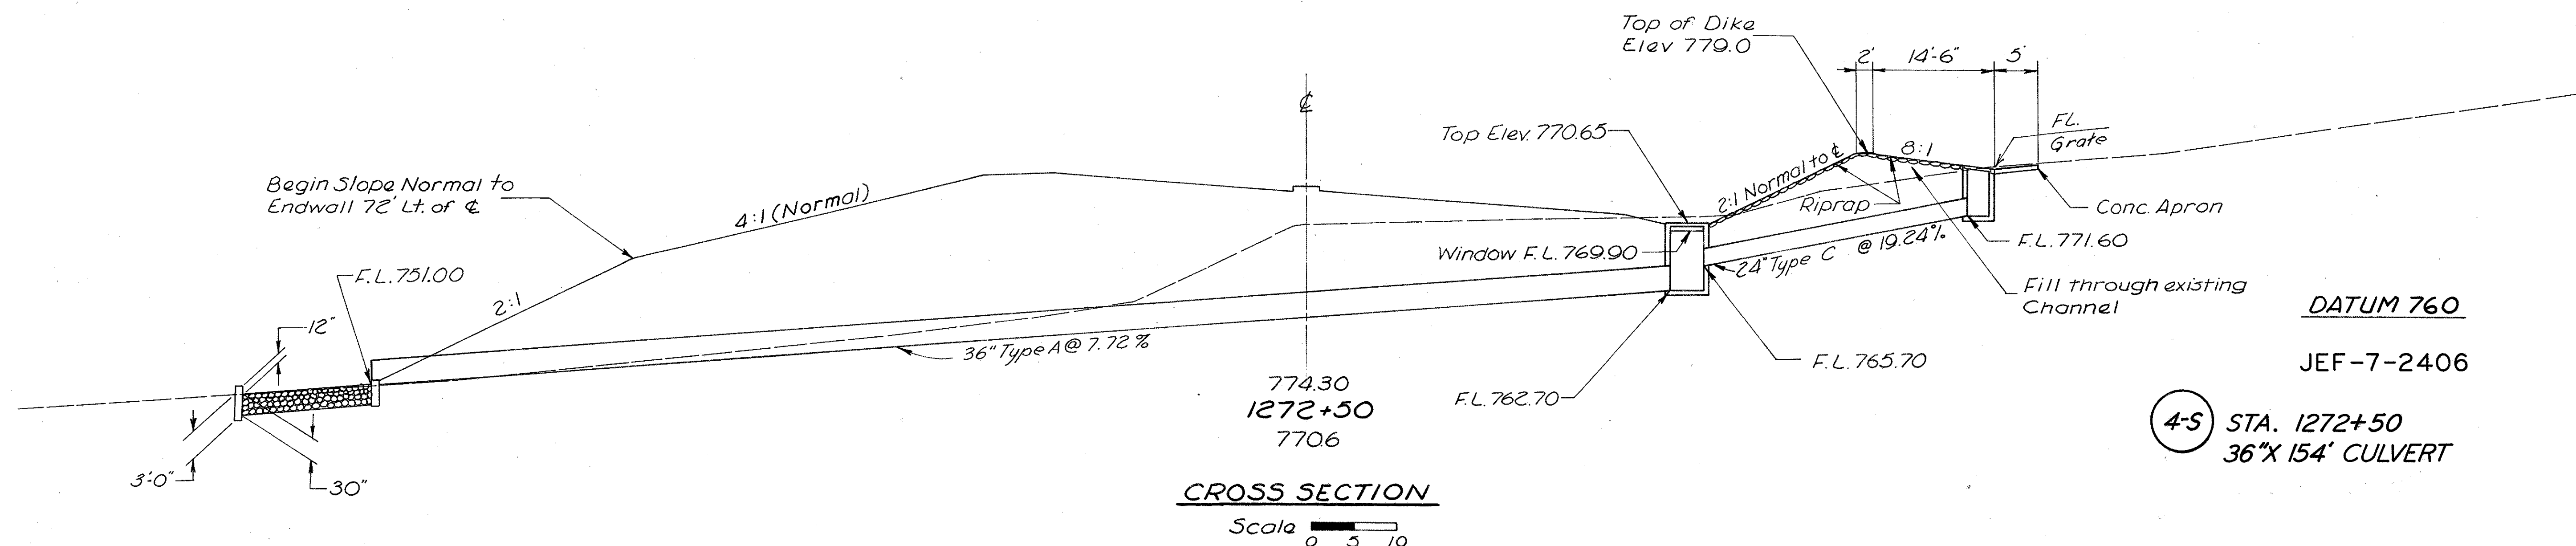 Top of Dike
Elev 779.0
2'
14'-6"
5'
℄
FL.
Grate
Top Elev. 770.65
8:1
2:1 Normal to ℄
Riprap
Conc. Apron
Begin Slope Normal to
Endwall 72' Lt. of ℄
4:1 (Normal)
Window F.L. 769.90
24" Type C @ 19.24%
F.L. 771.60
F.L. 751.00
2:1
Fill through existing
Channel
DATUM 760
12"
36" Type A @ 7.72%
F.L. 765.70
JEF-7-2406
774.30
1272+50
770.6
F.L. 762.70
4-S
STA. 1272+50
36"X 154' CULVERT
3'-0"
30"
CROSS SECTION
Scale
0 5 10